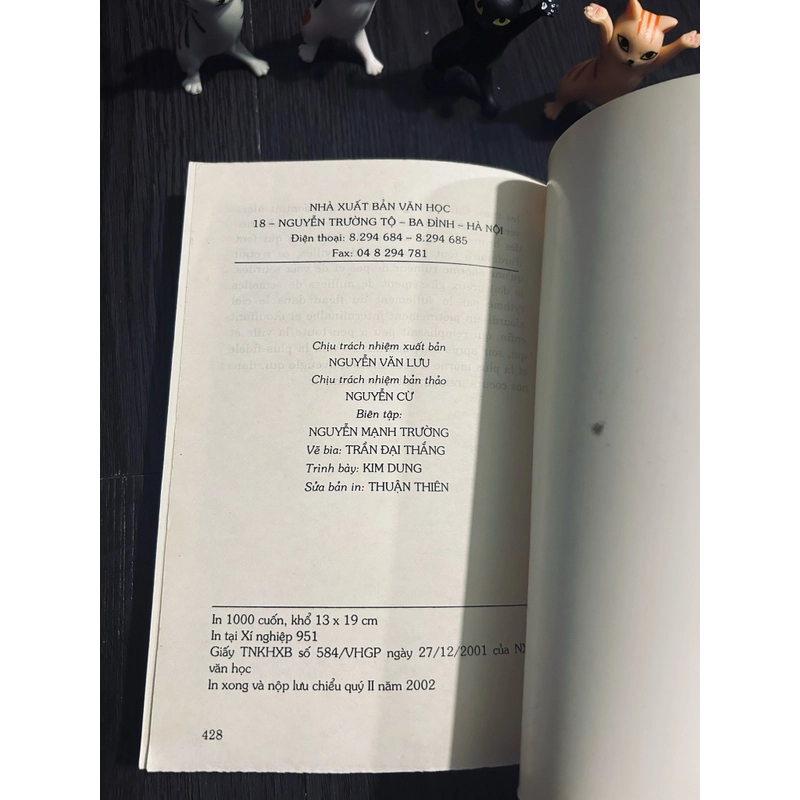 NHÀ XUẤT BẢN VĂN HỌC
18 – NGUYỄN TRƯỜNG TỘ – BA ĐÌNH – HÀ NỘI
Điện thoại: 8.294 684 – 8.294 685
Fax: 04 8 294 781
Chịu trách nhiệm xuất bản
NGUYỄN VĂN LƯU
Chịu trách nhiệm bản thảo
NGUYỄN CỪ
Biên tập:
NGUYỄN MẠNH TRƯỜNG
Vẽ bìa: TRẦN ĐẠI THẮNG
Trình bày: KIM DUNG
Sửa bản in: THUẬN THIÊN
In 1000 cuốn, khổ 13 x 19 cm
In tại Xí nghiệp 951
Giấy TNKHXB số 584/VHGP ngày 27/12/2001 của
văn học
In xong và nộp lưu chiểu quý II năm 2002
428